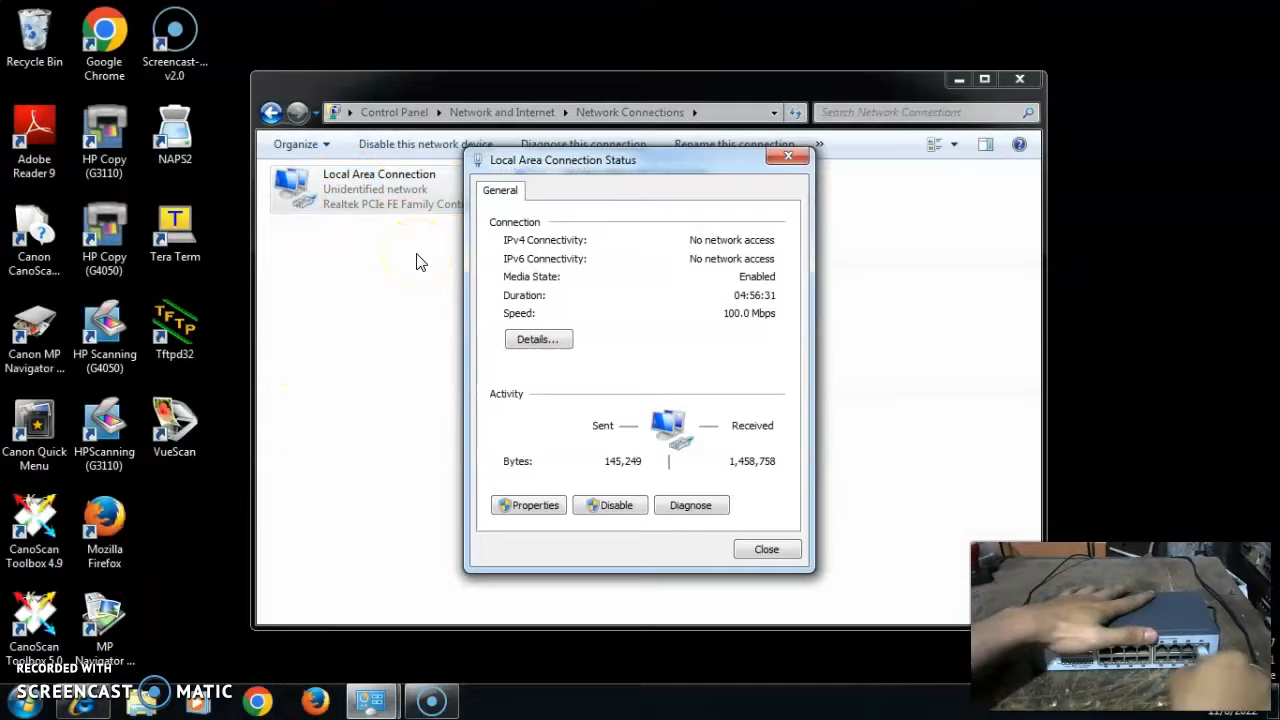 Recycle Bin
Google
Chrome
Screencast-...
v2.0
Adobe
Reader 9
HP Copy
(G3110)
NAPS2
Canon
CanoSca...
HP Copy
(G4050)
Tera Term
Canon MP
Navigator ...
HP Scanning
(G4050)
TFTP
Tftpd32
Canon Quick
Menu
HPScanning
(G3110)
VueScan
CanoScan
Toolbox 4.9
Mozilla
Firefox
CanoScan
Toolbox 5.0
MP
Navigator ...
Control Panel
Network and Internet
Network Connections
Search Network Connections
Organize
Disable this network device
Diagnose this connection
Rename this connection
»
Local Area Connection
Unidentified network
Realtek PCIe FE Family Cont
Local Area Connection Status
General
Connection
IPv4 Connectivity: No network access
IPv6 Connectivity: No network access
Media State: Enabled
Duration: 04:56:31
Speed: 100.0 Mbps
Details...
Activity
Sent
Received
Bytes: 145,249 1,458,758
Properties
Disable
Diagnose
Close
RECORDED WITH
SCREENCAST MATIC